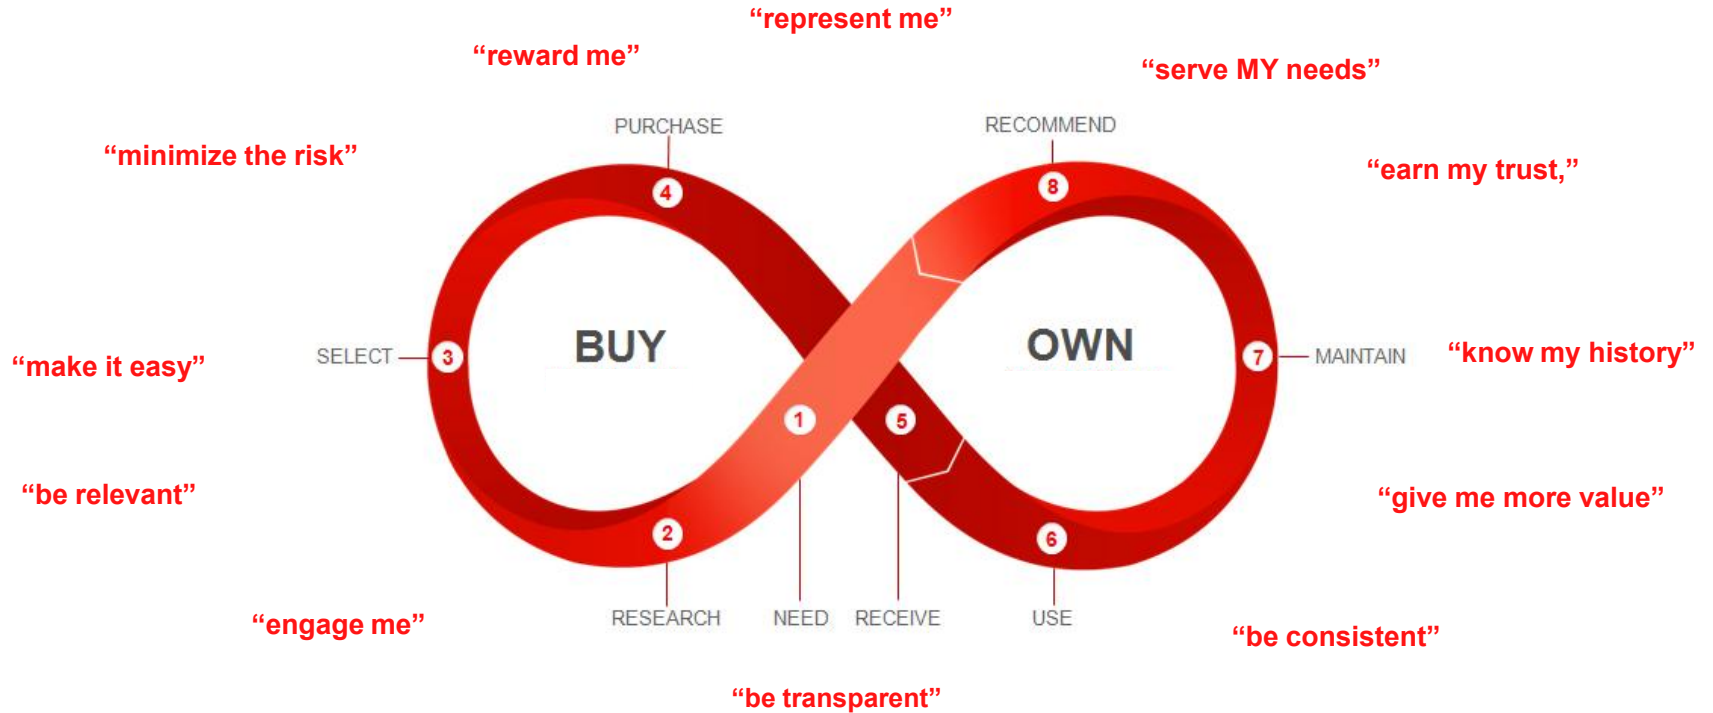 “represent me”
“reward me”
“serve MY needs”
PURCHASE
RECOMMEND
“minimize the risk”
“earn my trust,”
4
8
BUY
OWN
“make it easy”
SELECT
3
7
MAINTAIN
“know my history”
1
5
“be relevant”
“give me more value”
2
6
“engage me”
RESEARCH
NEED
RECEIVE
USE
“be consistent”
“be transparent”